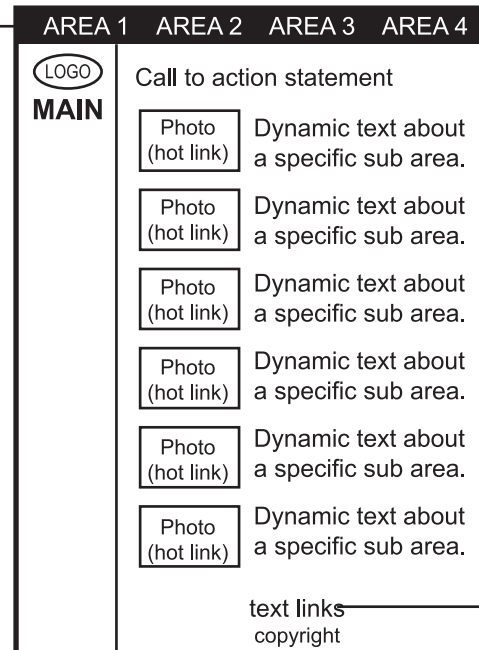 AREA 1 AREA 2 AREA 3 AREA 4
LOGO
MAIN
Call to action statement
Photo
(hot link)
Dynamic text about
a specific sub area.
Photo
(hot link)
Dynamic text about
a specific sub area.
Photo
(hot link)
Dynamic text about
a specific sub area.
Photo
(hot link)
Dynamic text about
a specific sub area.
Photo
(hot link)
Dynamic text about
a specific sub area.
Photo
(hot link)
Dynamic text about
a specific sub area.
text links
copyright